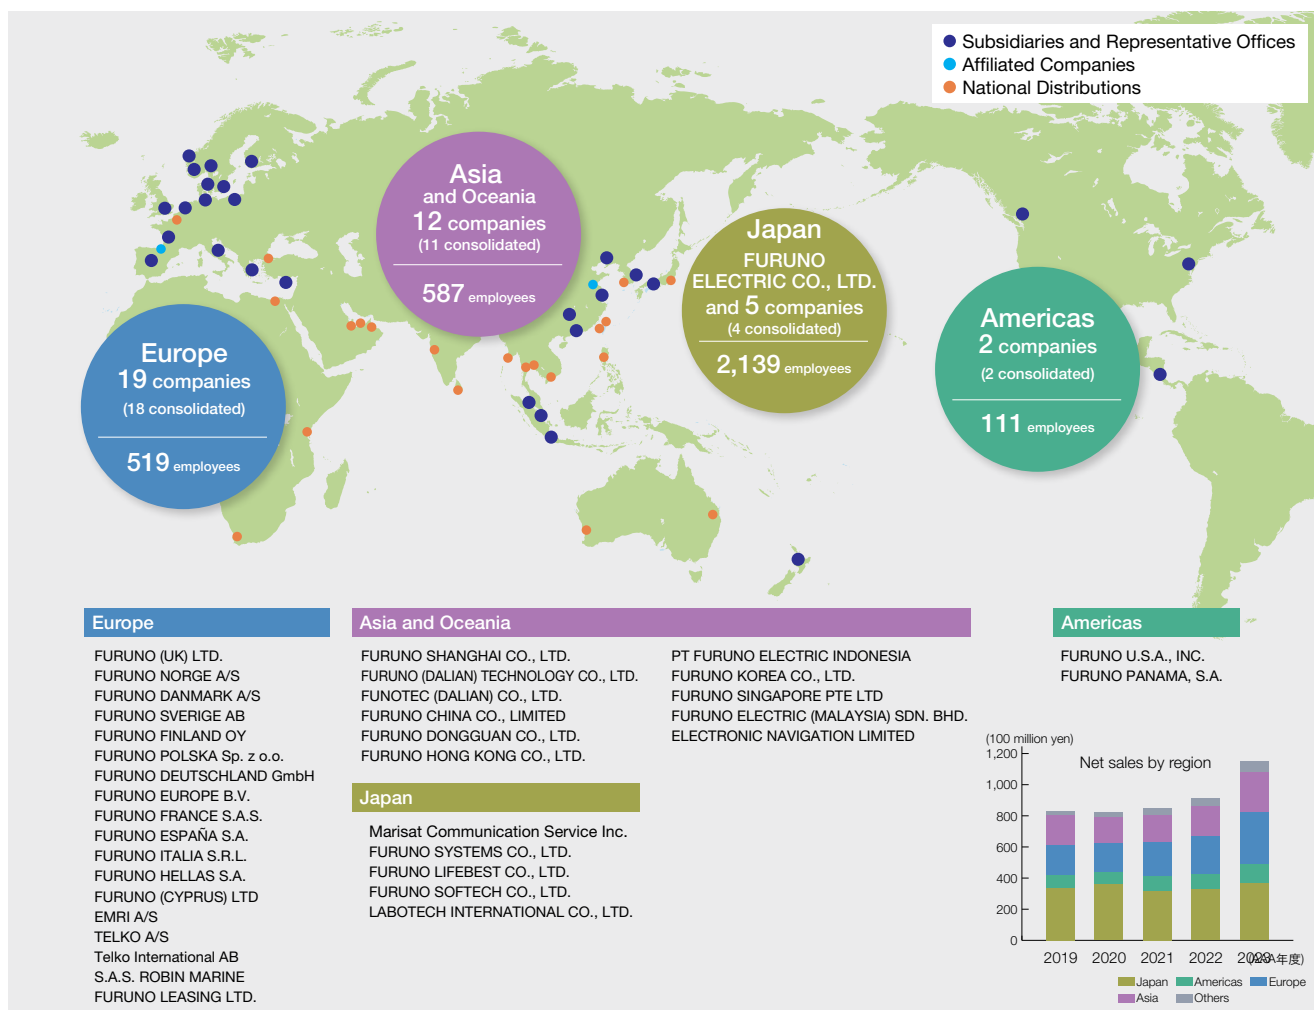 Subsidiaries and Representative Offices
Affiliated Companies
National Distributions
Asia
and Oceania
12 companies
(11 consolidated)
587 employees
Japan
FURUNO
ELECTRIC CO., LTD.
and 5 companies
(4 consolidated)
2,139 employees
Europe
19 companies
(18 consolidated)
519 employees
Americas
2 companies
(2 consolidated)
111 employees
Europe
FURUNO (UK) LTD.
FURUNO NORGE A/S
FURUNO DANMARK A/S
FURUNO SVERIGE AB
FURUNO FINLAND OY
FURUNO POLSKA Sp. z o.o.
FURUNO DEUTSCHLAND GmbH
FURUNO EUROPE B.V.
FURUNO FRANCE S.A.S.
FURUNO ESPAÑA S.A.
FURUNO ITALIA S.R.L.
FURUNO HELLAS S.A.
FURUNO (CYPRUS) LTD
EMRI A/S
TELKO A/S
Telko International AB
S.A.S. ROBIN MARINE
FURUNO LEASING LTD.
Asia and Oceania
FURUNO SHANGHAI CO., LTD.
FURUNO (DALIAN) TECHNOLOGY CO., LTD.
FUNOTEC (DALIAN) CO., LTD.
FURUNO CHINA CO., LIMITED
FURUNO DONGGUAN CO., LTD.
FURUNO HONG KONG CO., LTD.
PT FURUNO ELECTRIC INDONESIA
FURUNO KOREA CO., LTD.
FURUNO SINGAPORE PTE LTD
FURUNO ELECTRIC (MALAYSIA) SDN. BHD.
ELECTRONIC NAVIGATION LIMITED
Japan
Marisat Communication Service Inc.
FURUNO SYSTEMS CO., LTD.
FURUNO LIFEBEST CO., LTD.
FURUNO SOFTECH CO., LTD.
LABOTECH INTERNATIONAL CO., LTD.
Americas
FURUNO U.S.A., INC.
FURUNO PANAMA, S.A.
(100 million yen)
Net sales by region
1,200
1,000
800
600
400
200
0
2019 2020 2021 2022 2023
年度)
Japan Americas Europe
Asia Others